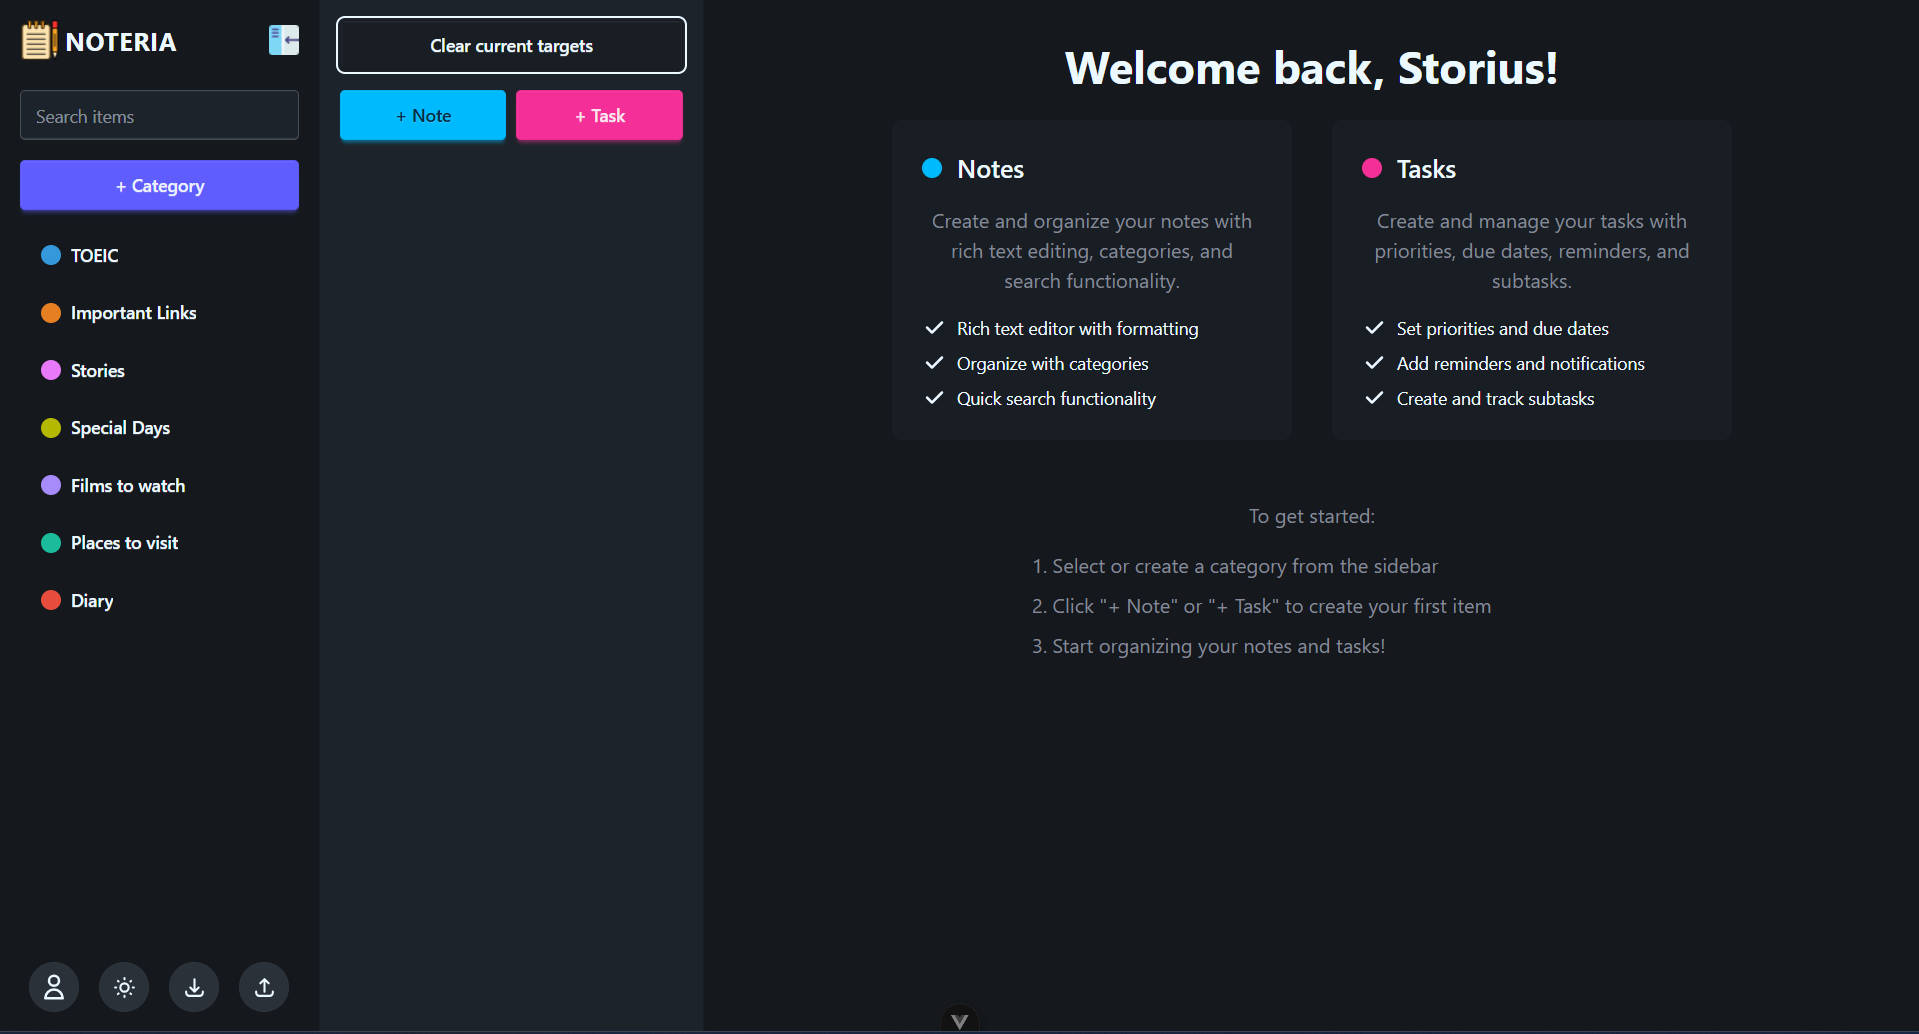 NOTERIA
Search items
+ Category
TOEIC
Important Links
Stories
Special Days
Films to watch
Places to visit
Diary
Clear current targets
+ Note
+ Task
Welcome back, Storius!
Notes
Create and organize your notes with
rich text editing, categories, and
search functionality.
Rich text editor with formatting
Organize with categories
Quick search functionality
Tasks
Create and manage your tasks with
priorities, due dates, reminders, and
subtasks.
Set priorities and due dates
Add reminders and notifications
Create and track subtasks
To get started:
1. Select or create a category from the sidebar
2. Click "+ Note" or "+ Task" to create your first item
3. Start organizing your notes and tasks!